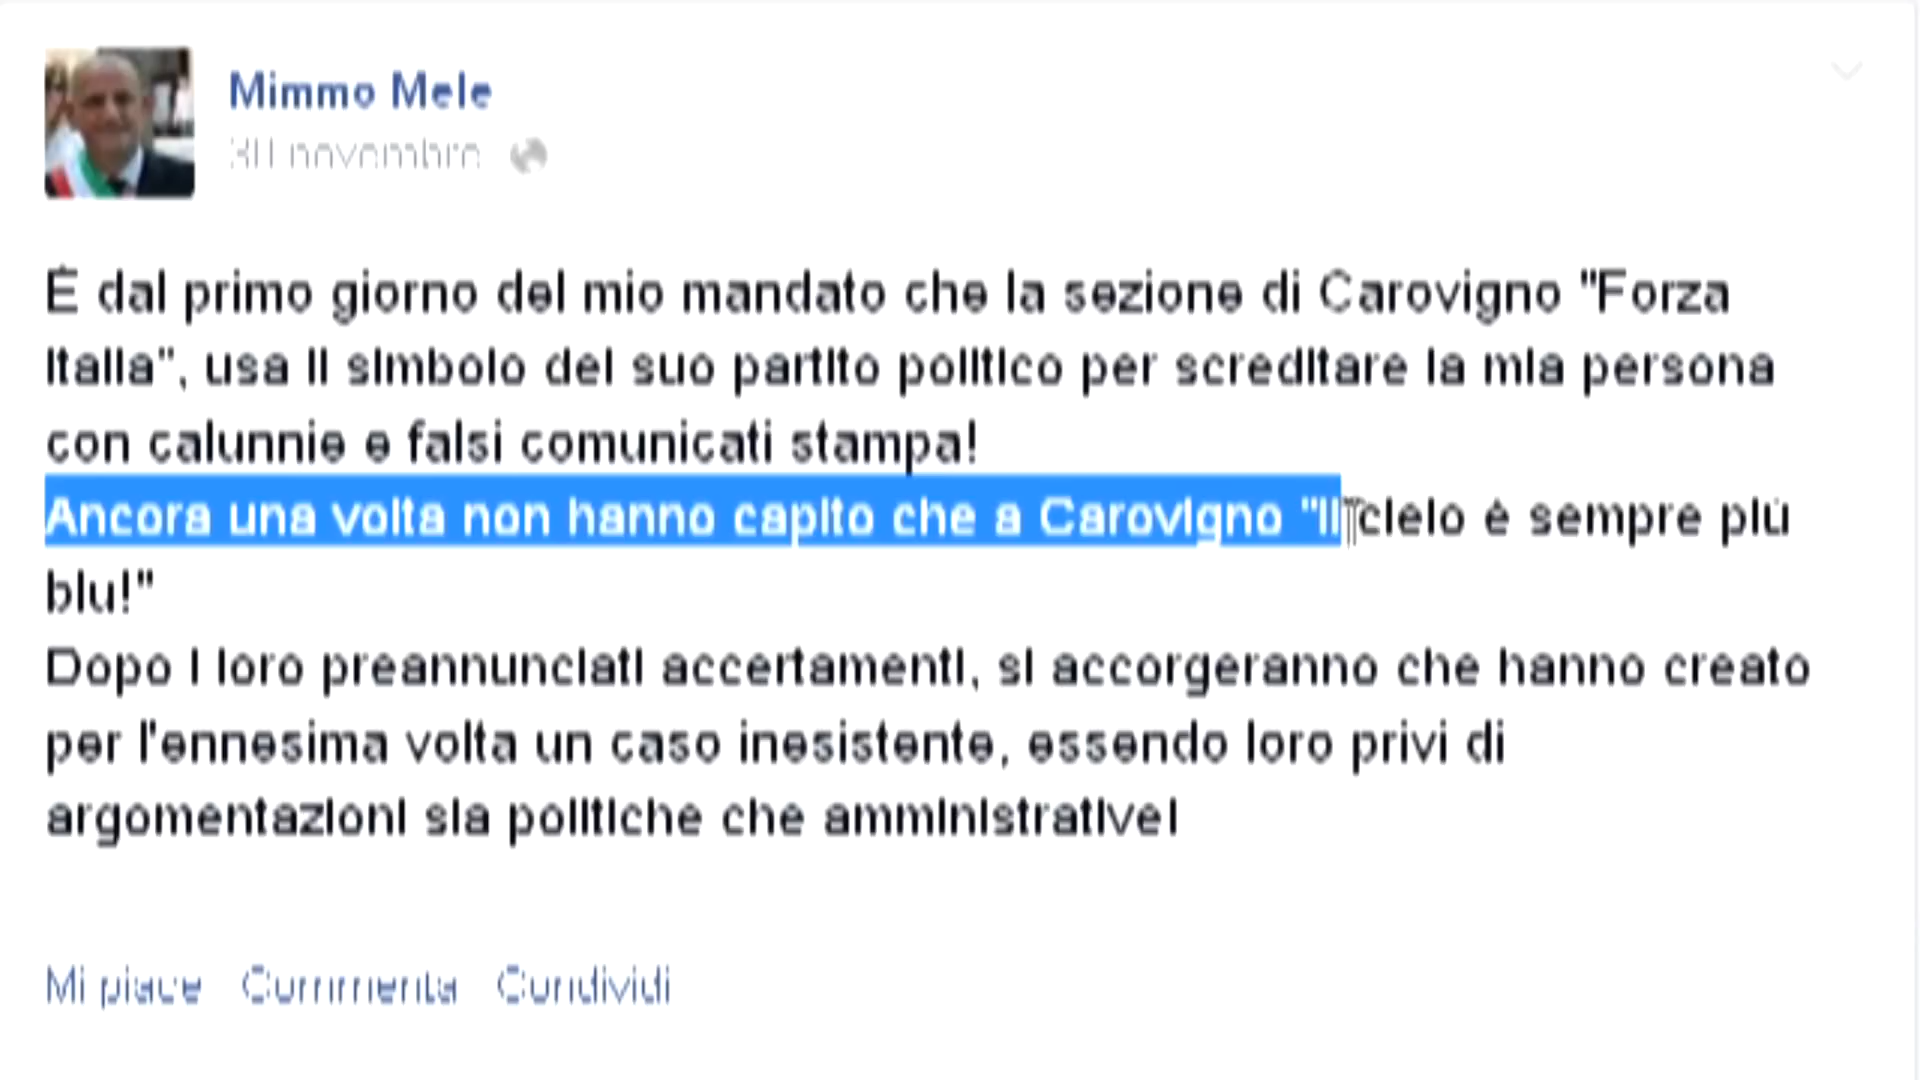 Mimmo Mele
30 novembre
È dal primo giorno del mio mandato che la sezione di Carovigno "Forza
Italia", usa il simbolo del suo partito politico per screditare la mia persona
con calunnie e falsi comunicati stampa!
Ancora una volta non hanno capito che a Carovigno "Il cielo è sempre più
blu!"
Dopo i loro preannunciati accertamenti, si accorgeranno che hanno creato
per l'ennesima volta un caso inesistente, essendo loro privi di
argomentazioni sia politiche che amministrative!
Mi piace Commenta Condividi